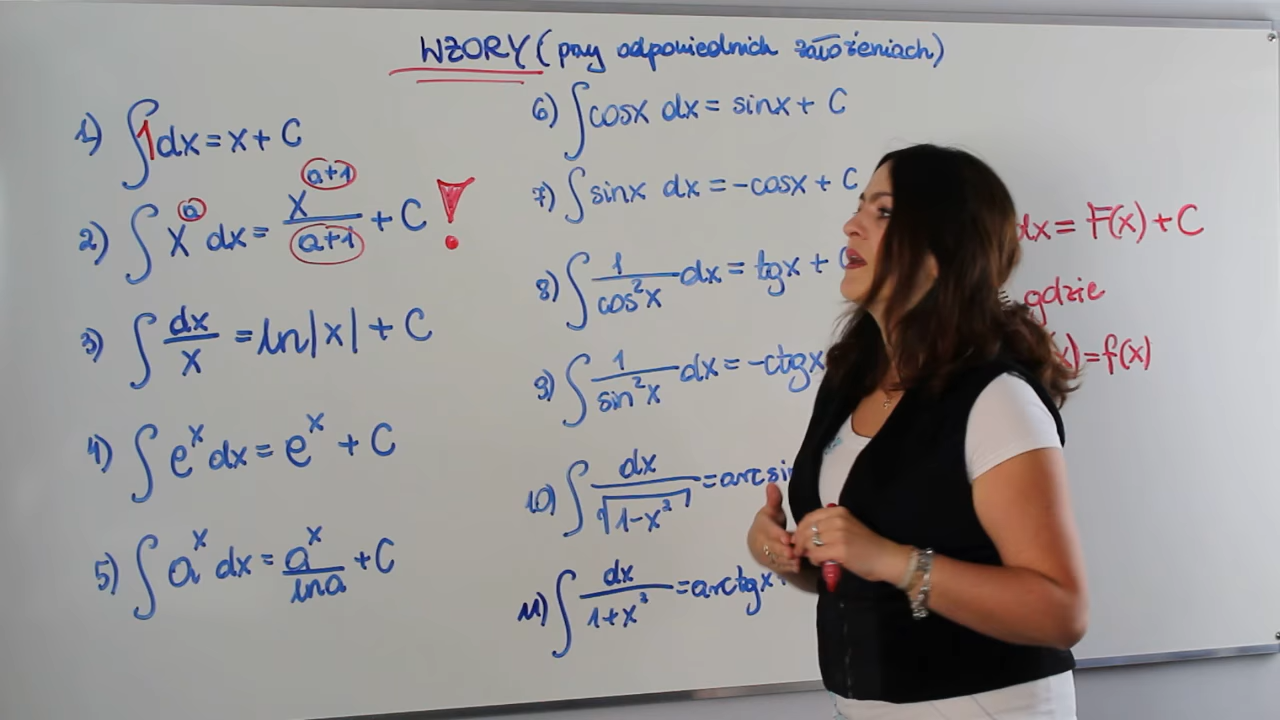 WZORY (przy odpowiednich założeniach)
1) ∫1dx = x + C
2) ∫x^a dx = x^(a+1)/(a+1) + C !
3) ∫dx/x = ln|x| + C
4) ∫e^x dx = e^x + C
5) ∫a^x dx = a^x/lna + C
6) ∫cosx dx = sinx + C
7) ∫sinx dx = -cosx + C
8) ∫1/cos²x dx = tgx + C
9) ∫1/sin²x dx = -ctgx
10) ∫dx/√(1-x²) = arcsin
11) ∫dx/(1+x²) = arctgx +
dx = F(x) + C
gdzie
x) = f(x)